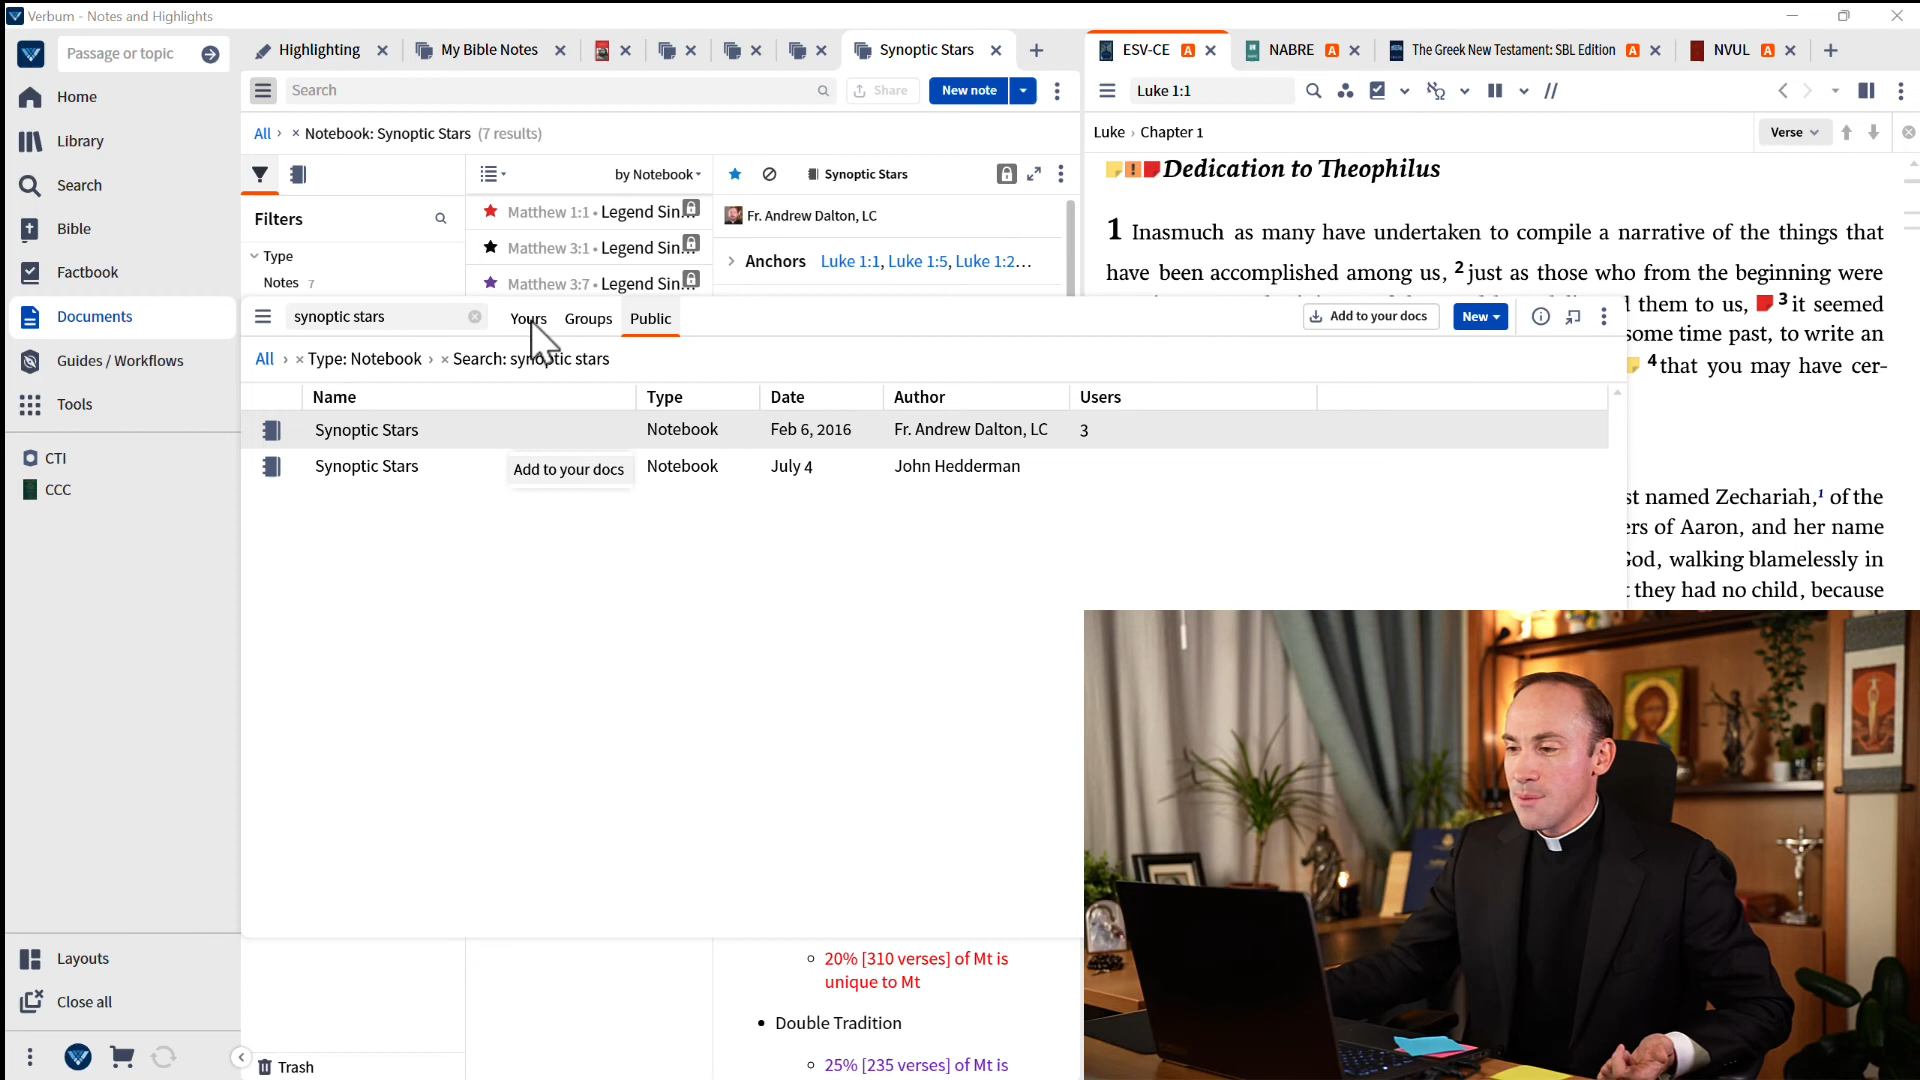 Verbum - Notes and Highlights
Passage or topic
Home
Library
Search
Bible
Factbook
Documents
Guides / Workflows
Tools
CTI
CCC
Layouts
Close all
Highlighting
My Bible Notes
Synoptic Stars
Search
Share
New note
All › × Notebook: Synoptic Stars (7 results)
by Notebook
Synoptic Stars
Filters
Type
Notes 7
Matthew 1:1 • Legend Sin...
Matthew 3:1 • Legend Sin...
Matthew 3:7 • Legend Sin...
Fr. Andrew Dalton, LC
Anchors Luke 1:1, Luke 1:5, Luke 1:2...
synoptic stars
Yours
Groups
Public
Add to your docs
New
All › × Type: Notebook › × Search: synoptic stars
Name Type Date Author Users
Synoptic Stars Notebook Feb 6, 2016 Fr. Andrew Dalton, LC 3
Synoptic Stars Notebook July 4 John Hedderman
Add to your docs
20% [310 verses] of Mt is
unique to Mt
Double Tradition
25% [235 verses] of Mt is
Trash
ESV-CE A
NABRE A
The Greek New Testament: SBL Edition A
NVUL A
Luke 1:1
Luke › Chapter 1
Verse
Dedication to Theophilus
1 Inasmuch as many have undertaken to compile a narrative of the things that
have been accomplished among us, 2 just as those who from the beginning were
d them to us, 3 it seemed
some time past, to write an
4 that you may have cer-
st named Zechariah,1 of the
ers of Aaron, and her name
God, walking blamelessly in
t they had no child, because